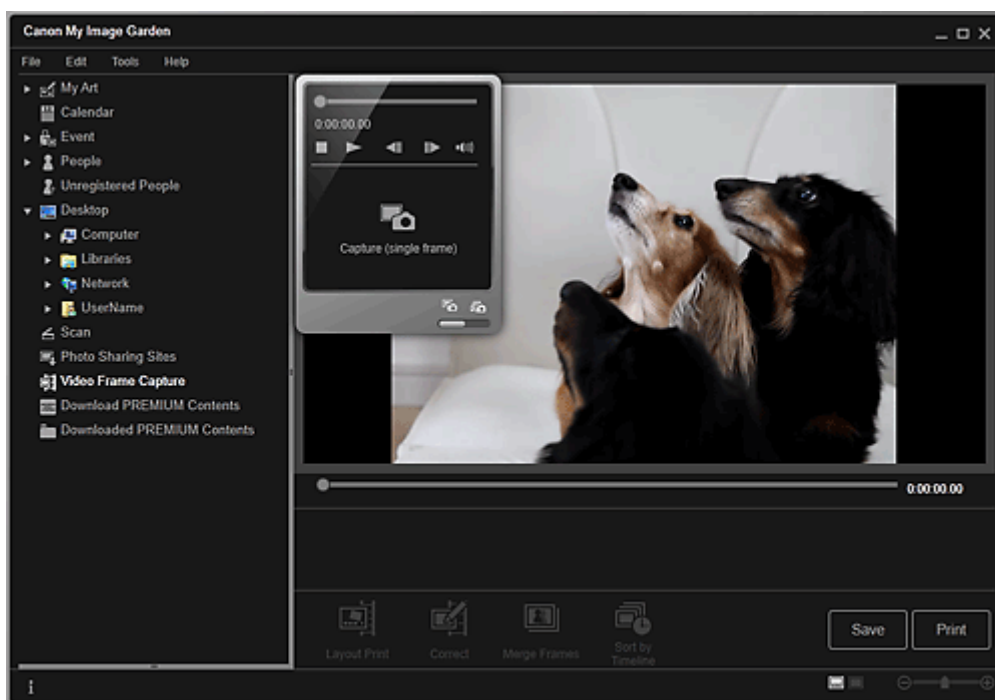 Canon My Image Garden
File Edit Tools Help
My Art
Calendar
Event
People
Unregistered People
Desktop
Computer
Libraries
Network
UserName
Scan
Photo Sharing Sites
Video Frame Capture
Download PREMIUM Contents
Downloaded PREMIUM Contents
0:00:00.00
Capture (single frame)
0:00:00.00
Layout Print
Correct
Merge Frames
Sort by
Timeline
Save
Print